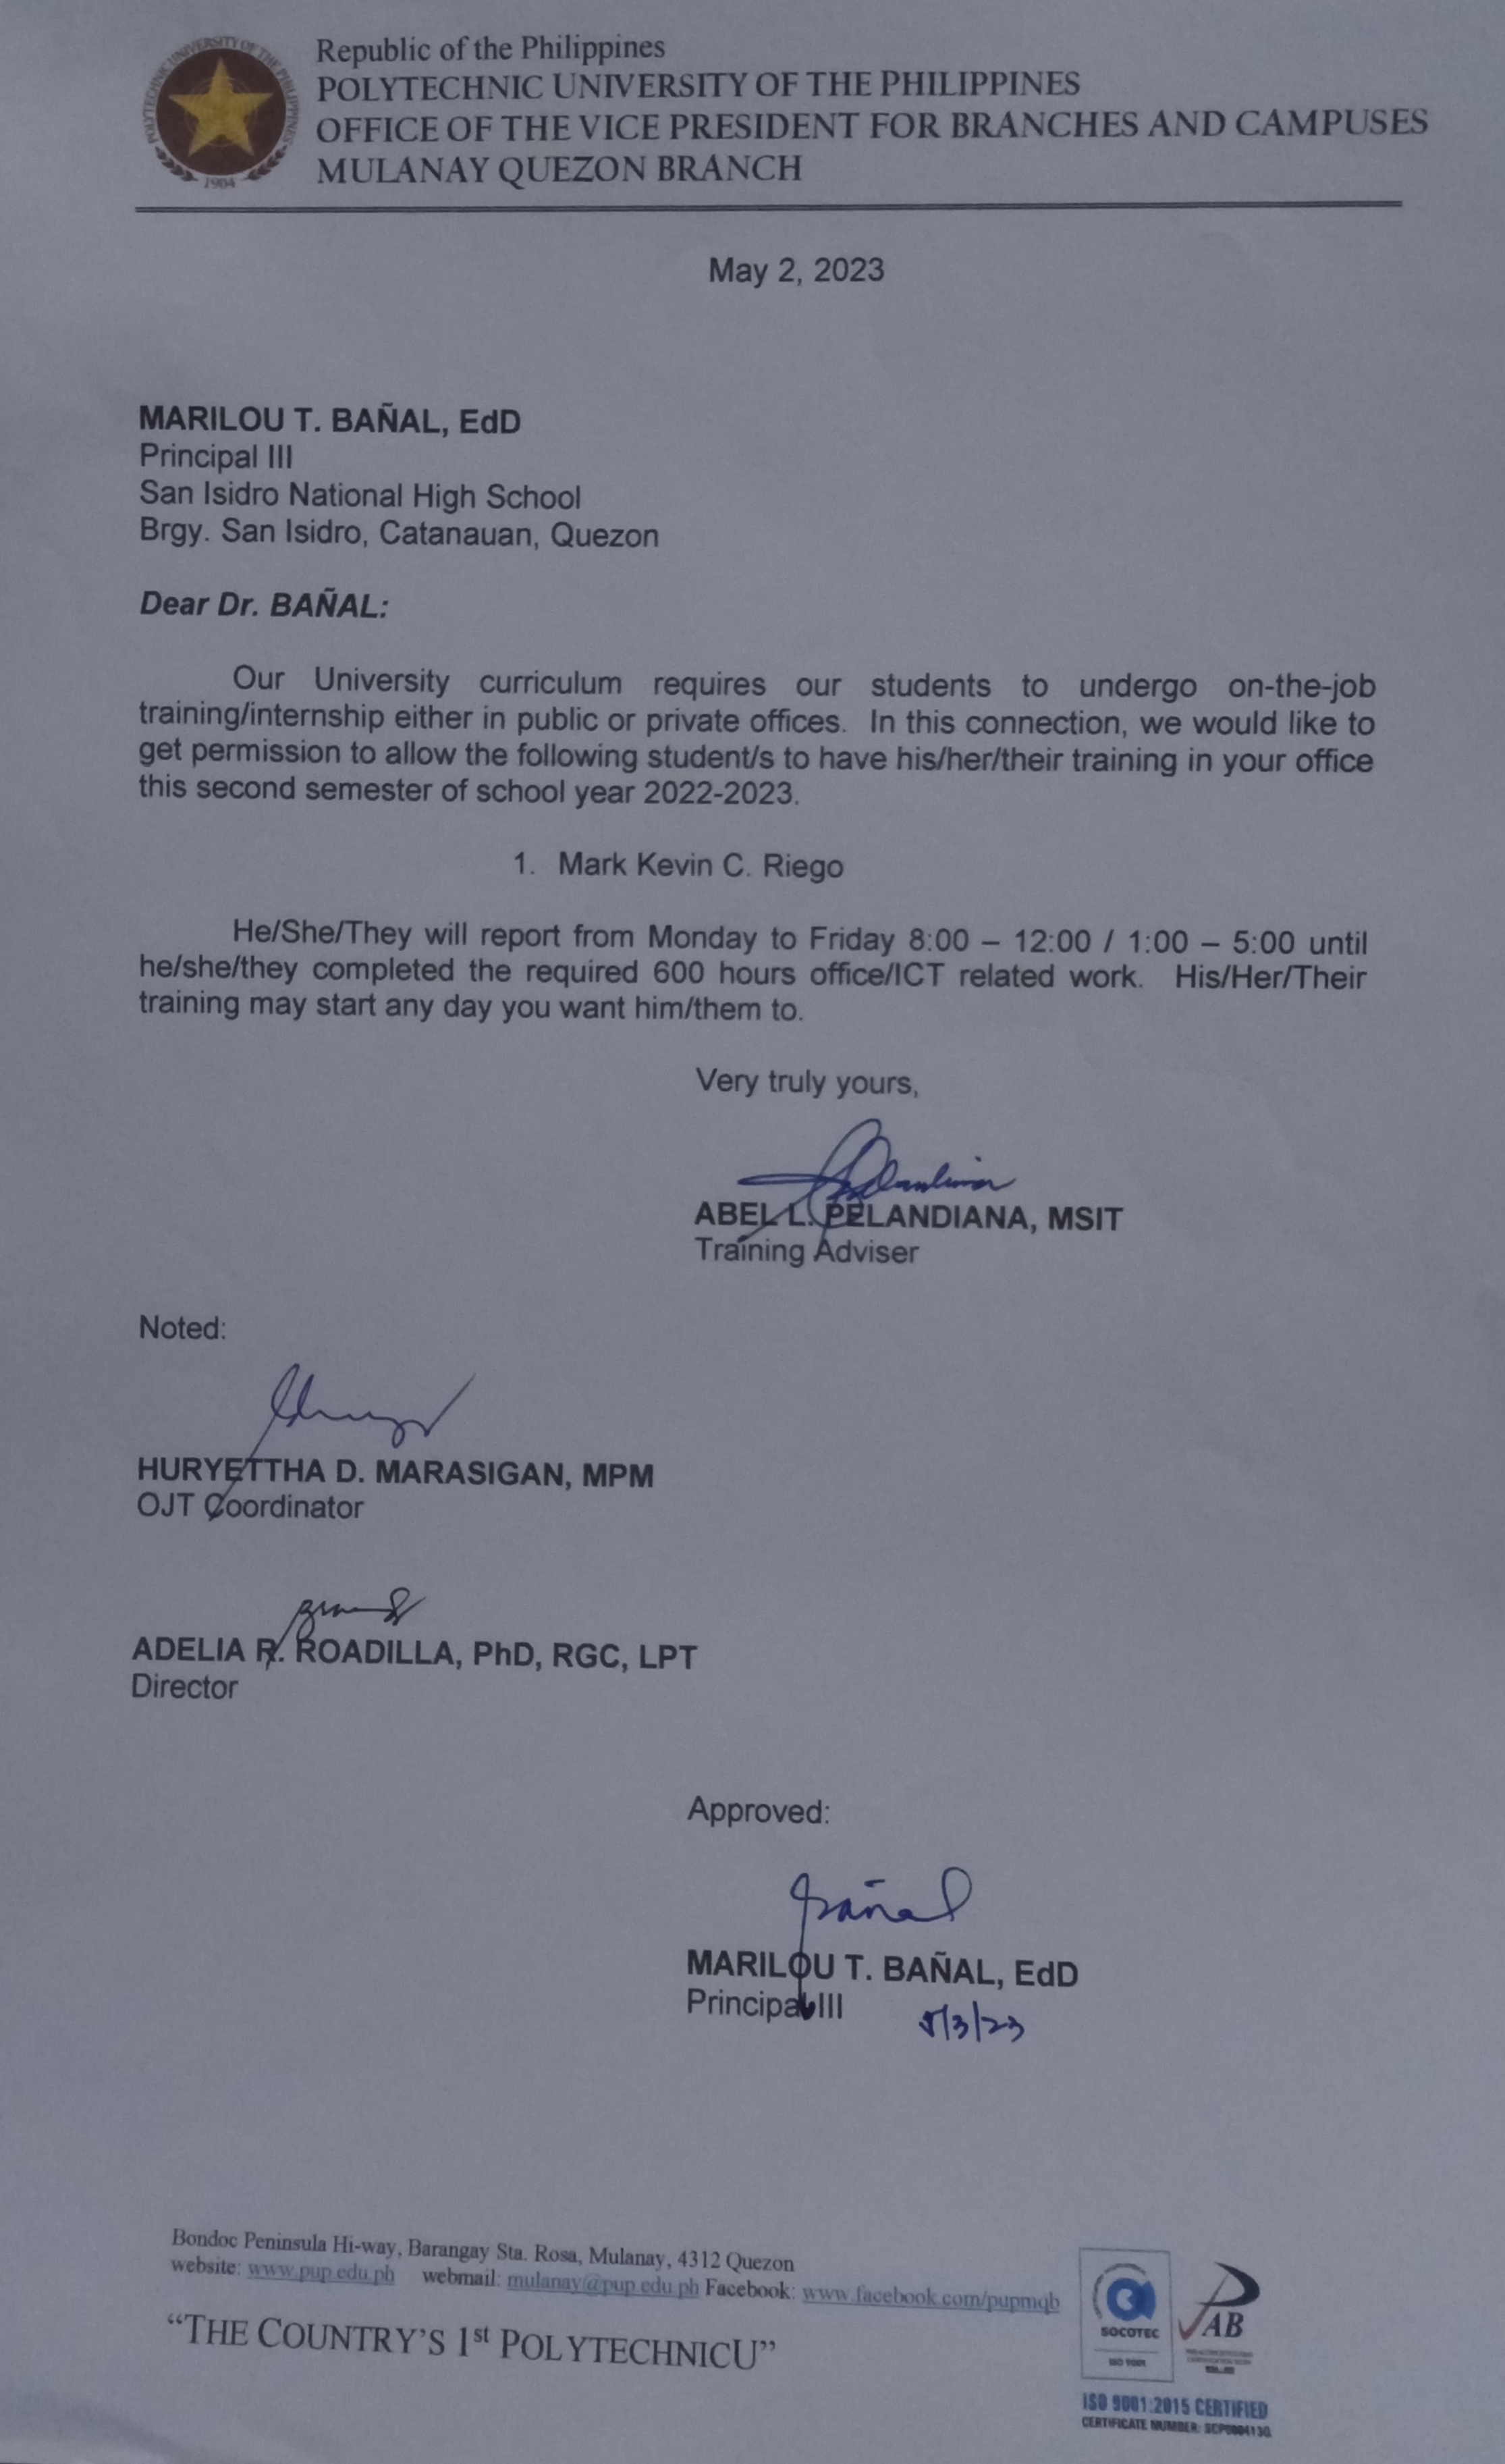 POLYTECHNIC UNIVERSITY OF THE PHILIPPINES
1904
Republic of the Philippines
POLYTECHNIC UNIVERSITY OF THE PHILIPPINES
OFFICE OF THE VICE PRESIDENT FOR BRANCHES AND CAMPUSES
MULANAY QUEZON BRANCH
May 2, 2023
MARILOU T. BAÑAL, EdD
Principal III
San Isidro National High School
Brgy. San Isidro, Catanauan, Quezon
Dear Dr. BAÑAL:
Our University curriculum requires our students to undergo on-the-job
training/internship either in public or private offices. In this connection, we would like to
get permission to allow the following student/s to have his/her/their training in your office
this second semester of school year 2022-2023.
1. Mark Kevin C. Riego
He/She/They will report from Monday to Friday 8:00 – 12:00 / 1:00 – 5:00 until
he/she/they completed the required 600 hours office/ICT related work. His/Her/Their
training may start any day you want him/them to.
Very truly yours,
ABEL L. PELANDIANA, MSIT
Training Adviser
Noted:
HURYETTHA D. MARASIGAN, MPM
OJT Coordinator
ADELIA R. ROADILLA, PhD, RGC, LPT
Director
Approved:
Bañal
MARILOU T. BAÑAL, EdD
Principal III 5/3/23
Bondoc Peninsula Hi-way, Barangay Sta. Rosa, Mulanay, 4312 Quezon
website: www.pup.edu.ph webmail: mulanay@pup.edu.ph Facebook: www.facebook.com/pupmqb
“THE COUNTRY’S 1st POLYTECHNICU”
SOCOTEC
ISO 9001
PAB
ISO 9001:2015 CERTIFIED
CERTIFICATE NUMBER: